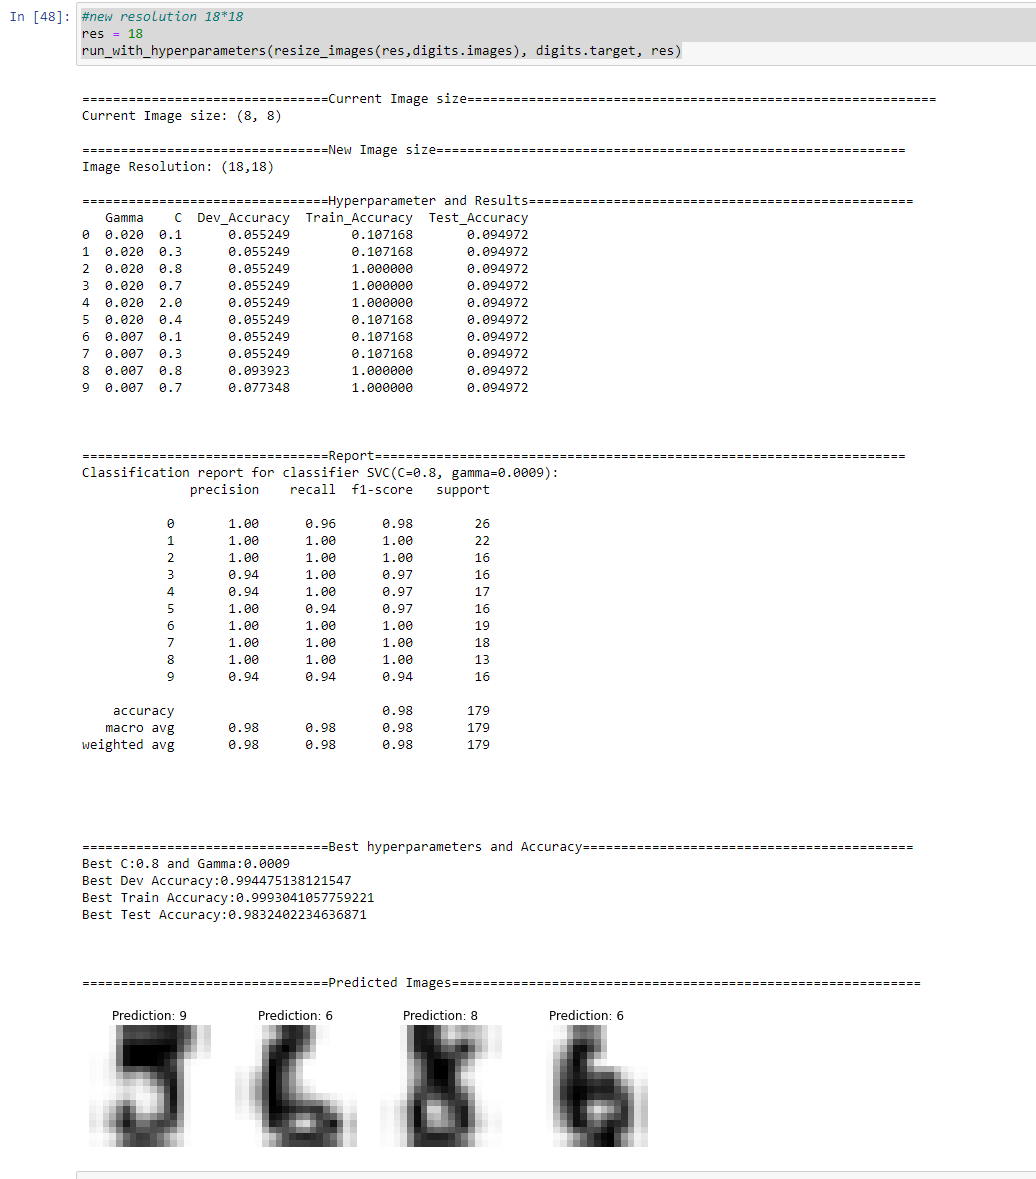 In [48]: #new resolution 18*18
res = 18
run_with_hyperparameters(resize_images(res,digits.images), digits.target, res)
================================Current Image size=============================================================
Current Image size: (8, 8)
================================New Image size=============================================================
Image Resolution: (18,18)
================================Hyperparameter and Results==================================================
Gamma C Dev_Accuracy Train_Accuracy Test_Accuracy
0 0.020 0.1 0.055249 0.107168 0.094972
1 0.020 0.3 0.055249 0.107168 0.094972
2 0.020 0.8 0.055249 1.000000 0.094972
3 0.020 0.7 0.055249 1.000000 0.094972
4 0.020 2.0 0.055249 1.000000 0.094972
5 0.020 0.4 0.055249 0.107168 0.094972
6 0.007 0.1 0.055249 0.107168 0.094972
7 0.007 0.3 0.055249 0.107168 0.094972
8 0.007 0.8 0.093923 1.000000 0.094972
9 0.007 0.7 0.077348 1.000000 0.094972
================================Report=====================================================================
Classification report for classifier SVC(C=0.8, gamma=0.0009):
precision recall f1-score support
0 1.00 0.96 0.98 26
1 1.00 1.00 1.00 22
2 1.00 1.00 1.00 16
3 0.94 1.00 0.97 16
4 0.94 1.00 0.97 17
5 1.00 0.94 0.97 16
6 1.00 1.00 1.00 19
7 1.00 1.00 1.00 18
8 1.00 1.00 1.00 13
9 0.94 0.94 0.94 16
accuracy 0.98 179
macro avg 0.98 0.98 0.98 179
weighted avg 0.98 0.98 0.98 179
================================Best hyperparameters and Accuracy===========================================
Best C:0.8 and Gamma:0.0009
Best Dev Accuracy:0.994475138121547
Best Train Accuracy:0.9993041057759221
Best Test Accuracy:0.9832402234636871
================================Predicted Images=============================================================
Prediction: 9 Prediction: 6 Prediction: 8 Prediction: 6